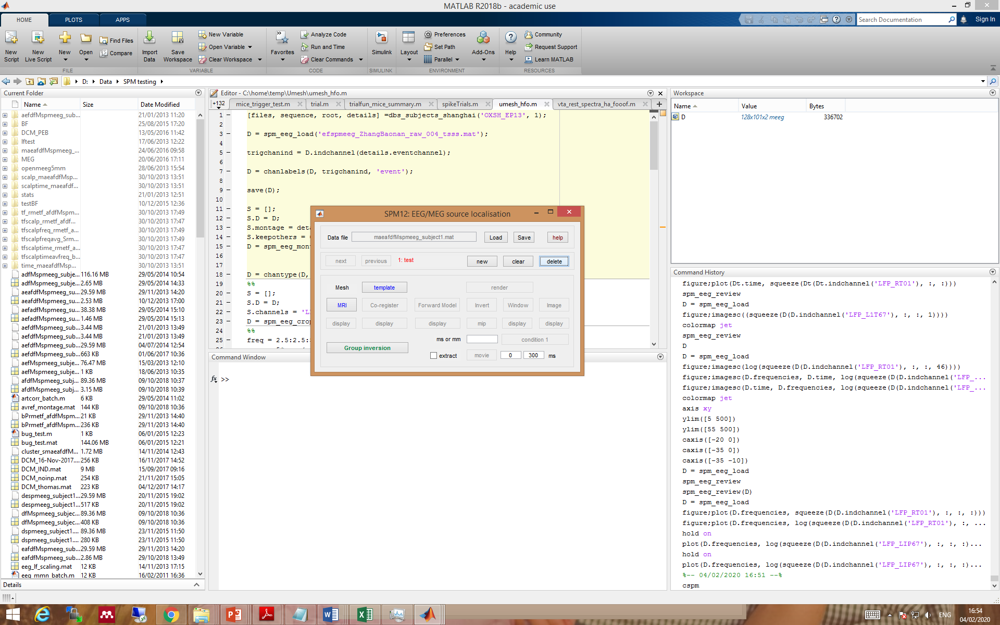 MATLAB R2018b - academic use
HOME PLOTS APPS
Search Documentation Sign In
New Script
New Live Script
New
Open
Find Files
Compare
FILE
Import Data
Save Workspace
New Variable
Open Variable
Clear Workspace
VARIABLE
Favorites
Analyze Code
Run and Time
Clear Commands
CODE
Simulink
SIMULINK
Layout
Preferences
Set Path
Parallel
Add-Ons
ENVIRONMENT
Help
Community
Request Support
Learn MATLAB
RESOURCES
D: Data SPM testing
Current Folder
Name Size Date Modified
aefdfMspmeeg_sub... 21/01/2013 11:20
BF 25/08/2015 17:20
DCM_PEB 13/05/2016 11:42
lftest 17/06/2013 12:22
maeafdfMspmeeg_... 24/06/2016 09:58
MEG 20/06/2016 17:11
openmeeg5mm 28/06/2013 15:54
scalp_maeafdfMsp... 30/10/2013 13:51
scalptime_maeafdf... 30/10/2013 13:51
stats 21/01/2013 12:51
testBF 10/12/2015 12:36
tf_rmetf_afdfMspm... 30/10/2013 17:49
tfscalp_rmetf_afdf... 30/10/2013 17:47
tfscalpfreq_rmetf_a... 30/10/2013 17:49
tfscalpfreqavg_Srm... 30/10/2013 17:49
tfscalptime_rmetf_a... 30/10/2013 17:47
tfscalptimeavfreq_b... 30/10/2013 17:47
time_maeafdfMsp... 30/10/2013 13:51
adfMspmeeg_subje... 116.16 MB 29/05/2014 10:54
adfMspmeeg_subje... 2.65 MB 29/05/2014 14:33
aeafdfMspmeeg_su... 29.59 MB 29/11/2013 14:20
aeafdfMspmeeg_su... 2.53 MB 10/12/2013 17:00
aefadfMspmeeg_su... 38.38 MB 29/05/2014 15:10
aefadfMspmeeg_su... 1.46 MB 29/05/2014 15:13
aefdfMspmeeg_sub... 3.44 MB 21/01/2013 13:49
aefdfMspmeeg_sub... 3.44 MB 21/01/2013 13:49
aefdfMspmeeg_sub... 29.59 MB 04/07/2014 12:54
aefdfMspmeeg_sub... 663 KB 01/06/2017 10:36
aefMspmeeg_subje... 76.47 MB 15/03/2013 12:10
aefMspmeeg_subje... 1 KB 18/06/2013 10:35
afdfMspmeeg_subj... 89.36 MB 09/10/2018 10:37
afdfMspmeeg_subj... 3.15 MB 09/10/2018 10:39
artcorr_batch.m 6 KB 29/05/2014 11:02
avref_montage.mat 144 KB 09/10/2018 10:36
bPrmetf_afdfMspm... 21 KB 29/11/2013 14:40
bPrmetf_afdfMspm... 236 KB 29/11/2013 14:40
bug_test.m 1 KB 06/01/2015 12:23
bug_test.mat 144.06 MB 06/01/2015 12:21
cluster_smaeafdfM... 1.72 MB 14/11/2014 12:43
DCM_16-Nov-2017.... 256 KB 16/11/2017 14:52
DCM_IND.mat 9 MB 15/09/2017 09:16
DCM_noinp.mat 254 KB 21/11/2017 15:05
DCM_thomas.mat 223 KB 04/12/2017 14:17
despmeeg_subject1... 29.59 MB 20/11/2015 19:02
despmeeg_subject1... 517 KB 20/11/2015 19:02
dfMspmeeg_subjec... 89.36 MB 09/10/2018 10:36
dfMspmeeg_subjec... 408 KB 09/10/2018 10:36
dspmeeg_subject1.... 89.36 MB 23/11/2015 11:50
dspmeeg_subject1.... 280 KB 23/11/2015 11:50
eafdfMspmeeg_sub... 29.59 MB 29/11/2013 14:20
eafdfMspmeeg_sub... 2.86 MB 29/10/2018 13:49
eeg_lf_scaling.mat 12 KB 14/11/2013 17:15
eeg_mmn_batch.m 12 KB 16/02/2011 16:36
Details
Editor - C:\home\temp\Umesh\umesh_hfo.m
+132 mice_trigger_test.m trial.m trialfun_mice_summary.m spikeTrials.m umesh_hfo.m vta_rest_spectra_ha_fooof.m
1 [files, sequence, root, details] =dbs_subjects_shanghai('OXSH_EP13', 1);
2
3 D = spm_eeg_load('efspmeeg_ZhangBaonan_raw_004_tsss.mat');
4
5 trigchanind = D.indchannel(details.eventchannel);
6
7 D = chanlabels(D, trigchanind, 'event');
8
9 save(D);
10
11 S = [];
12 S.D = D;
13 S.montage = deta
14 S.keepothers =
15 D = spm_eeg_mon
16
17
18 D = chantype(D,
19 %%
20 S = [];
21 S.D = D;
22 S.channels = 'L
23 D = spm_eeg_crop
24 %%
25 freq = 2.5:2.5:
SPM12: EEG/MEG source localisation
Data file maeafdfMspmeeg_subject1.mat Load Save help
next previous 1: test new clear delete
Mesh template render
MRI Co-register Forward Model Invert Window Image
display display display mip display display
ms or mm condition 1
Group inversion
extract movie 0 300 ms
Command Window
fx >>
Workspace
Name Value Bytes
D 128x101x2 meeg 336702
Command History
figure;plot(Dt.time, squeeze(Dt(Dt.indchannel('LFP_RT01'), :, :)))
spm_eeg_review
D = spm_eeg_load
figure;imagesc((squeeze(D(D.indchannel('LFP_L1T67'), :, :, 1))))
colormap jet
spm_eeg_review
D
D = spm_eeg_load
figure;imagesc(log(squeeze(D(D.indchannel('LFP_RT01'), :, :, 46))))
figure;imagesc(D.frequencies, D.time, log(squeeze(D(D.indchannel('LFP_...
figure;imagesc(D.time, D.frequencies, log(squeeze(D(D.indchannel('LFP_...
colormap jet
axis xy
ylim([5 500])
ylim([55 500])
caxis([-20 0])
caxis([-35 0])
caxis([-35 -10])
D = spm_eeg_load
spm_eeg_review
spm_eeg_review(D)
D = spm_eeg_load
figure;plot(D.frequencies, squeeze(D(D.indchannel('LFP_RT01'), :, :, :)))
figure;plot(D.frequencies, log(squeeze(D(D.indchannel('LFP_RT01'), :, ...
hold on
plot(D.frequencies, log(squeeze(D(D.indchannel('LFP_LIP67'), :, :, :)...
hold on
plot(D.frequencies, log(squeeze(D(D.indchannel('LFP_LIP67'), :, :, :)...
%-- 04/02/2020 16:51 --%
cspm
ENG
16:54
04/02/2020